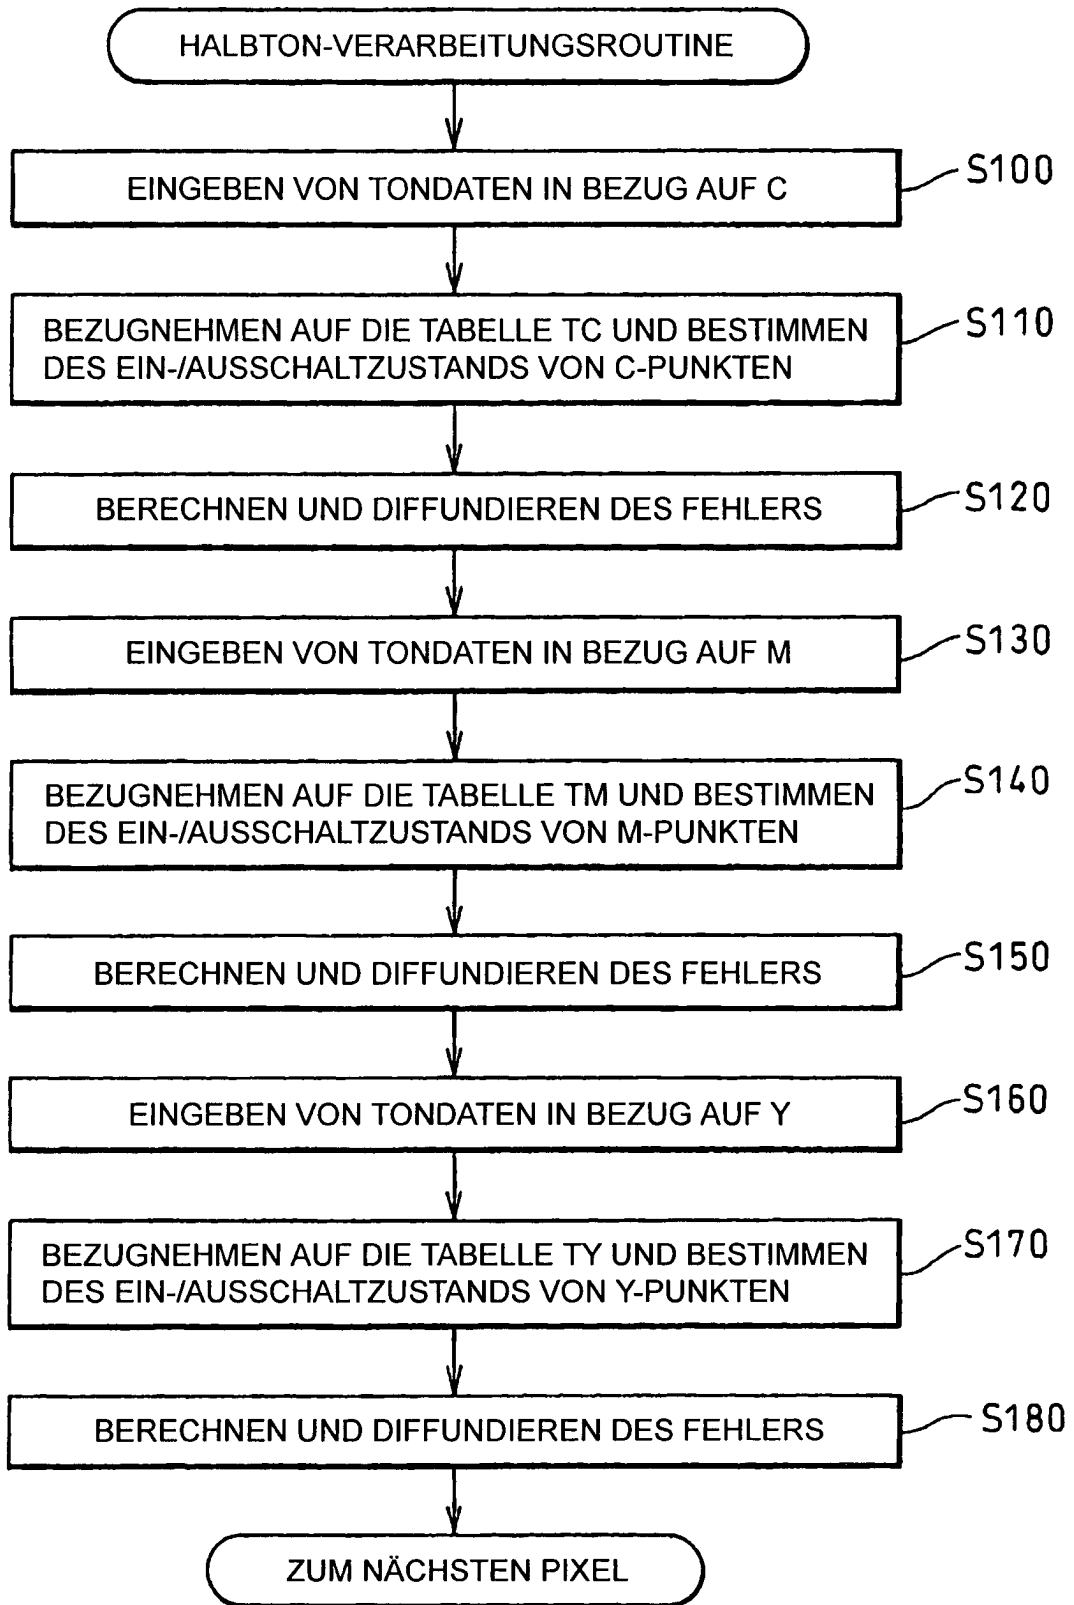 HALBTON-VERARBEITUNGSROUTINE
EINGEBEN VON TONDATEN IN BEZUG AUF C
S100
BEZUGNEHMEN AUF DIE TABELLE TC UND BESTIMMEN
DES EIN-/AUSSCHALTZUSTANDS VON C-PUNKTEN
S110
BERECHNEN UND DIFFUNDIEREN DES FEHLERS
S120
EINGEBEN VON TONDATEN IN BEZUG AUF M
S130
BEZUGNEHMEN AUF DIE TABELLE TM UND BESTIMMEN
DES EIN-/AUSSCHALTZUSTANDS VON M-PUNKTEN
S140
BERECHNEN UND DIFFUNDIEREN DES FEHLERS
S150
EINGEBEN VON TONDATEN IN BEZUG AUF Y
S160
BEZUGNEHMEN AUF DIE TABELLE TY UND BESTIMMEN
DES EIN-/AUSSCHALTZUSTANDS VON Y-PUNKTEN
S170
BERECHNEN UND DIFFUNDIEREN DES FEHLERS
S180
ZUM NÄCHSTEN PIXEL